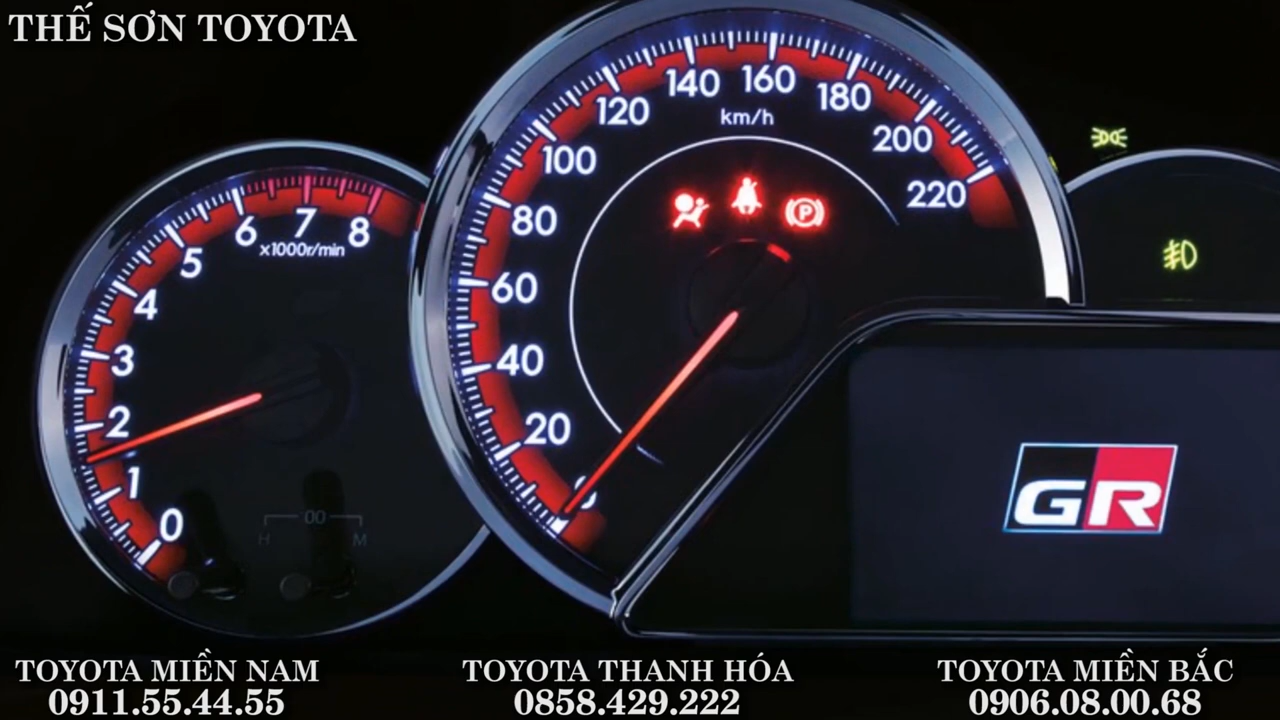 THẾ SƠN TOYOTA
0
1
2
3
4
5
6
7
8
x1000r/min
H
00
M
0
20
40
60
80
100
120
140
160
180
200
220
km/h
P
GR
TOYOTA MIỀN NAM
0911.55.44.55
TOYOTA THANH HÓA
0858.429.222
TOYOTA MIỀN BẮC
0906.08.00.68